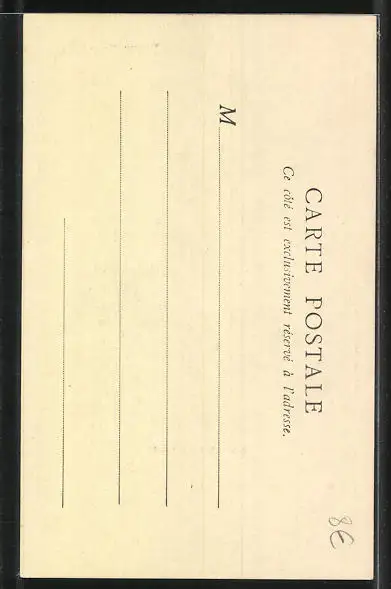 CARTE POSTALE
Ce côté est exclusivement réservé à l'adresse.
M
8€